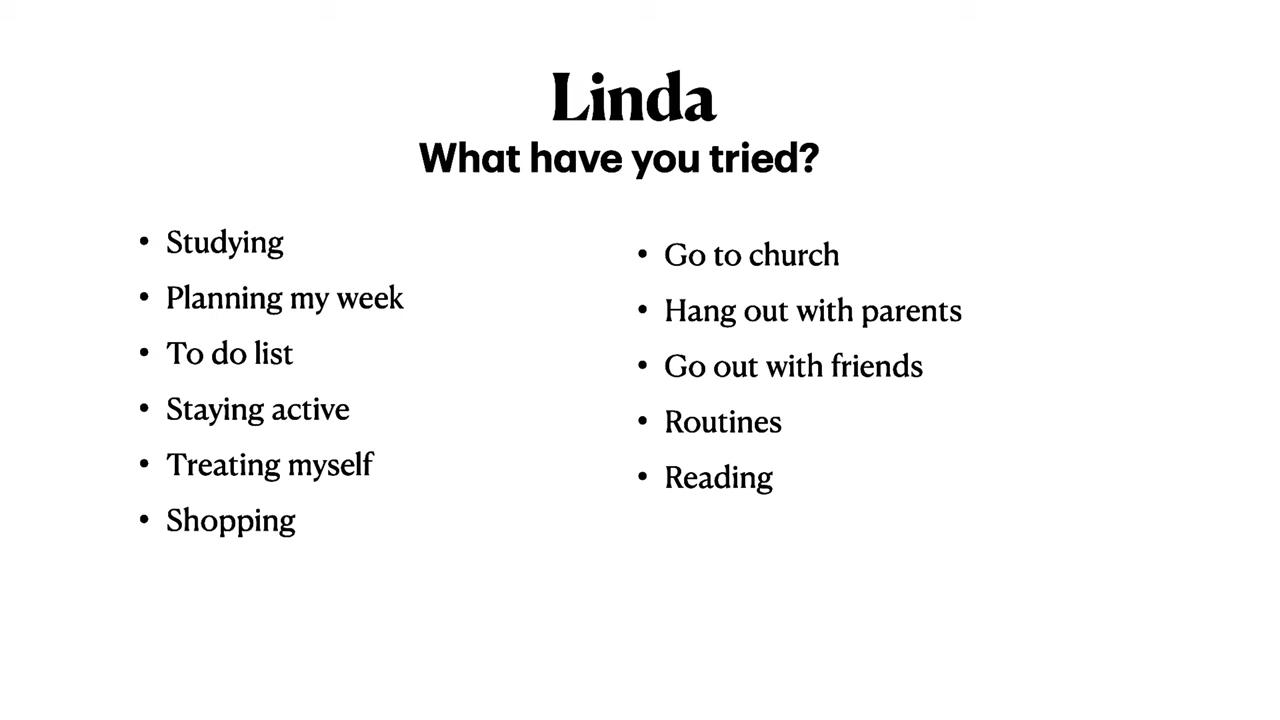 Linda
What have you tried?
• Studying
• Planning my week
• To do list
• Staying active
• Treating myself
• Shopping
• Go to church
• Hang out with parents
• Go out with friends
• Routines
• Reading